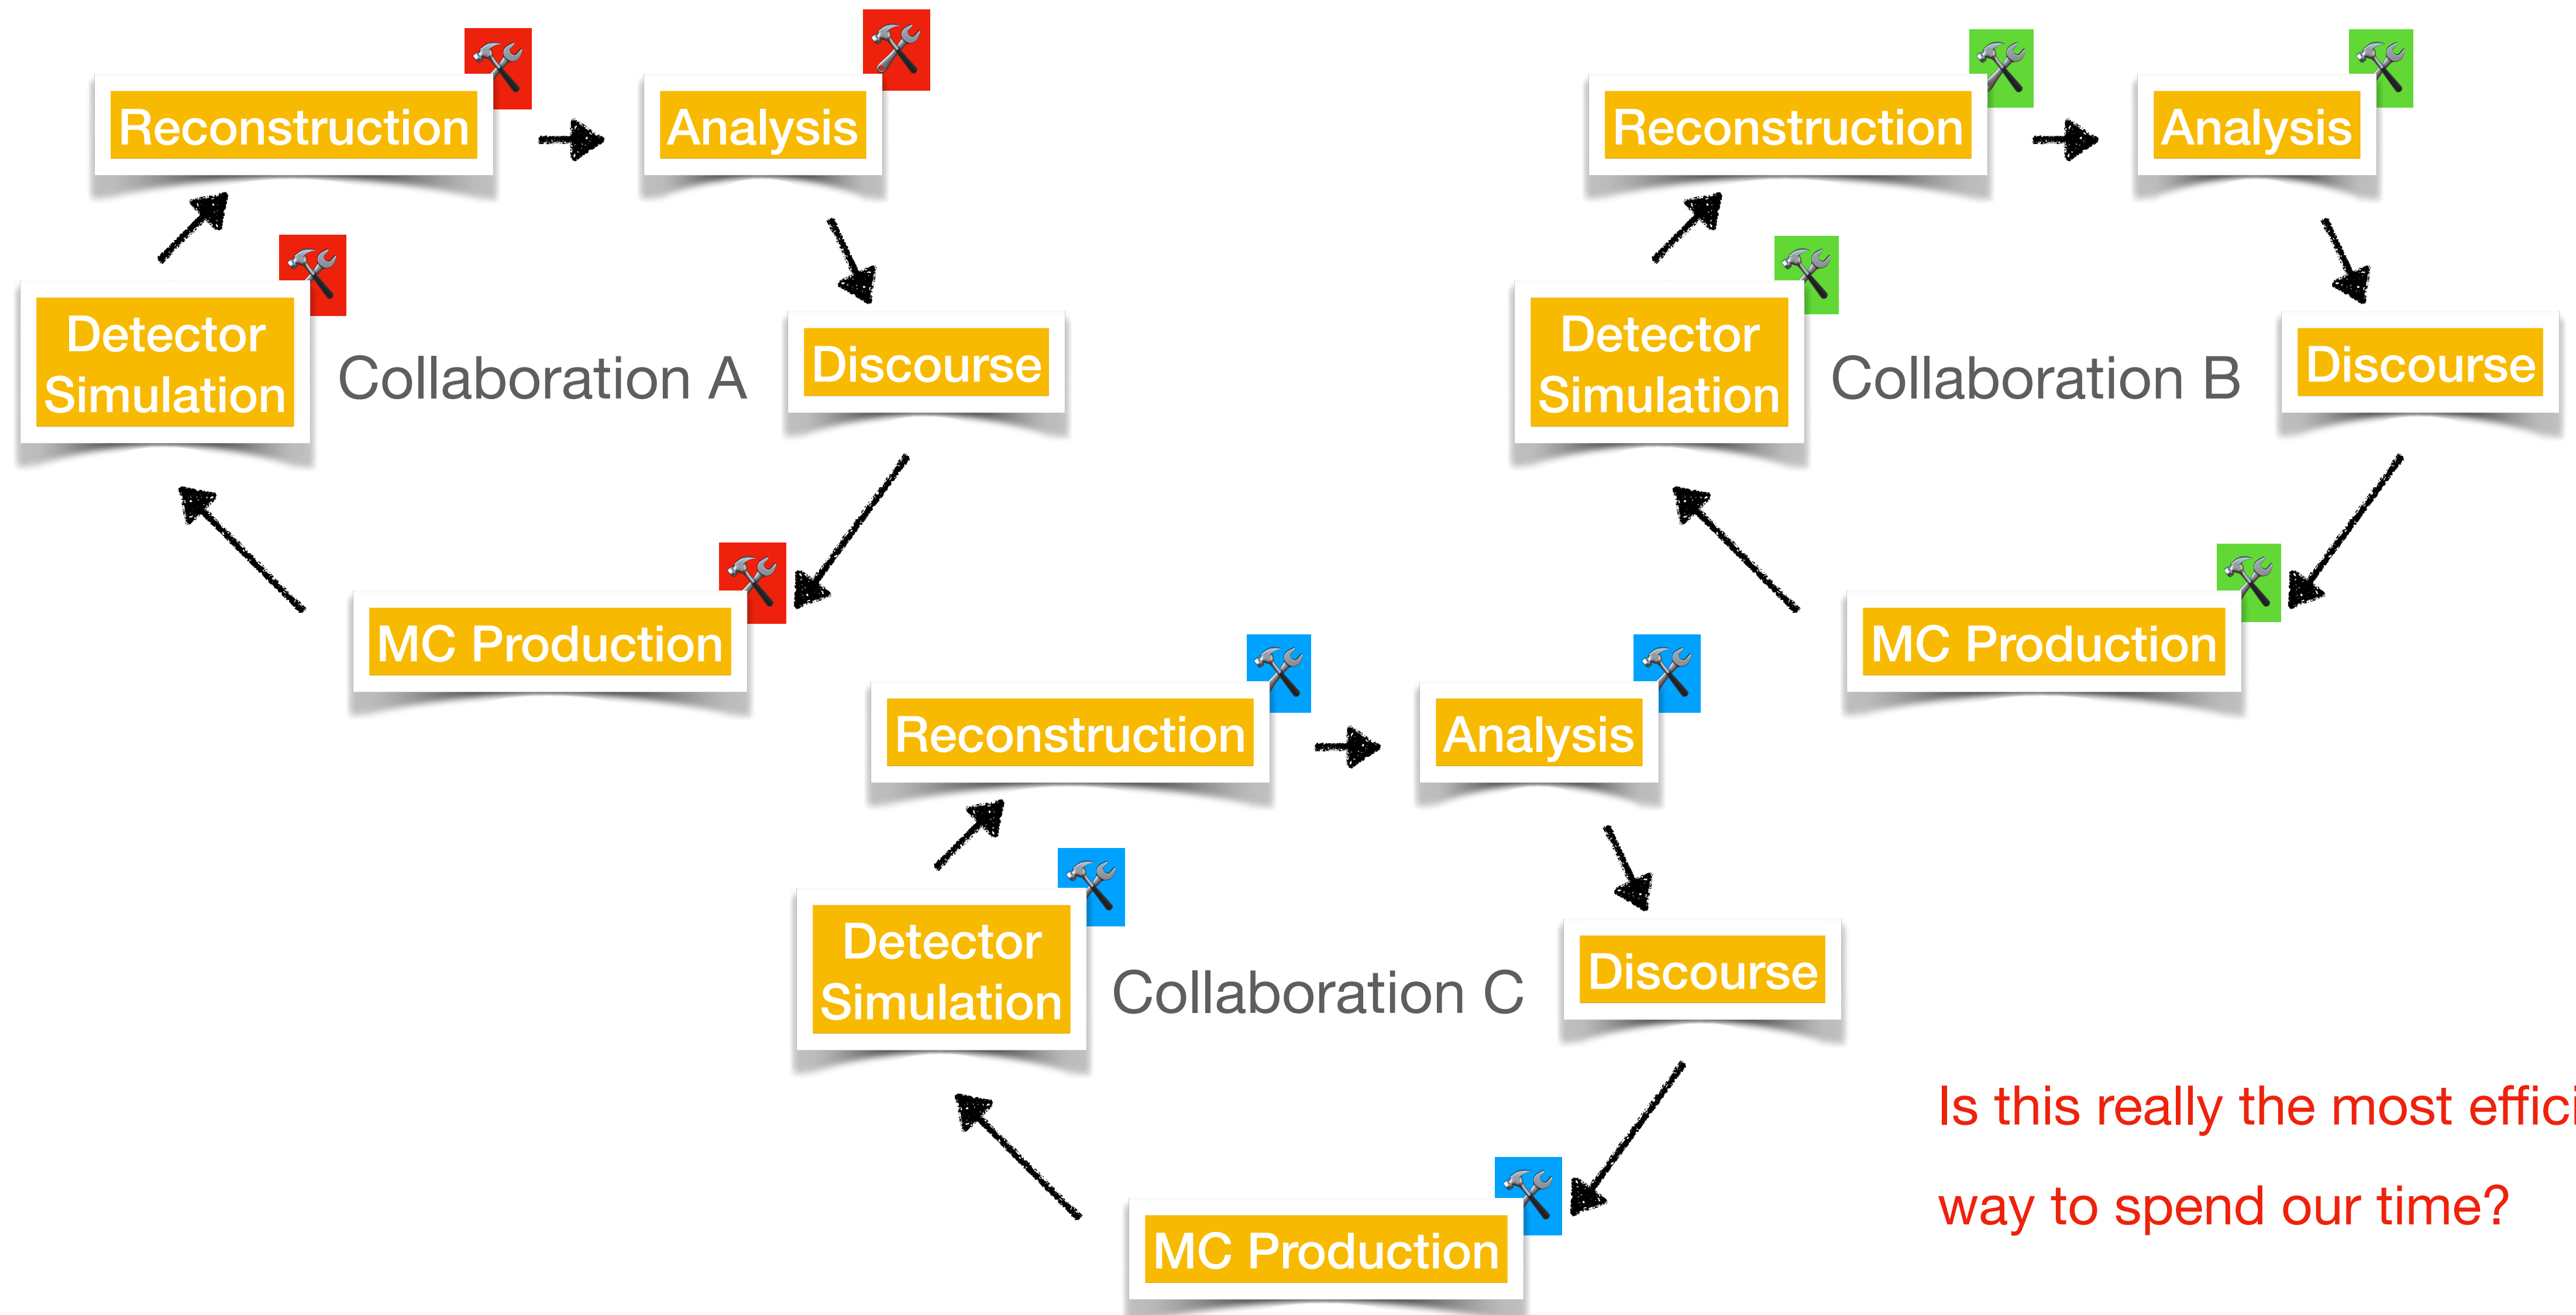 Reconstruction
Analysis
Detector
Simulation
Collaboration A
Discourse
MC Production
Reconstruction
Analysis
Detector
Simulation
Collaboration B
Discourse
MC Production
Reconstruction
Analysis
Detector
Simulation
Collaboration C
Discourse
MC Production
Is this really the most effici
way to spend our time?